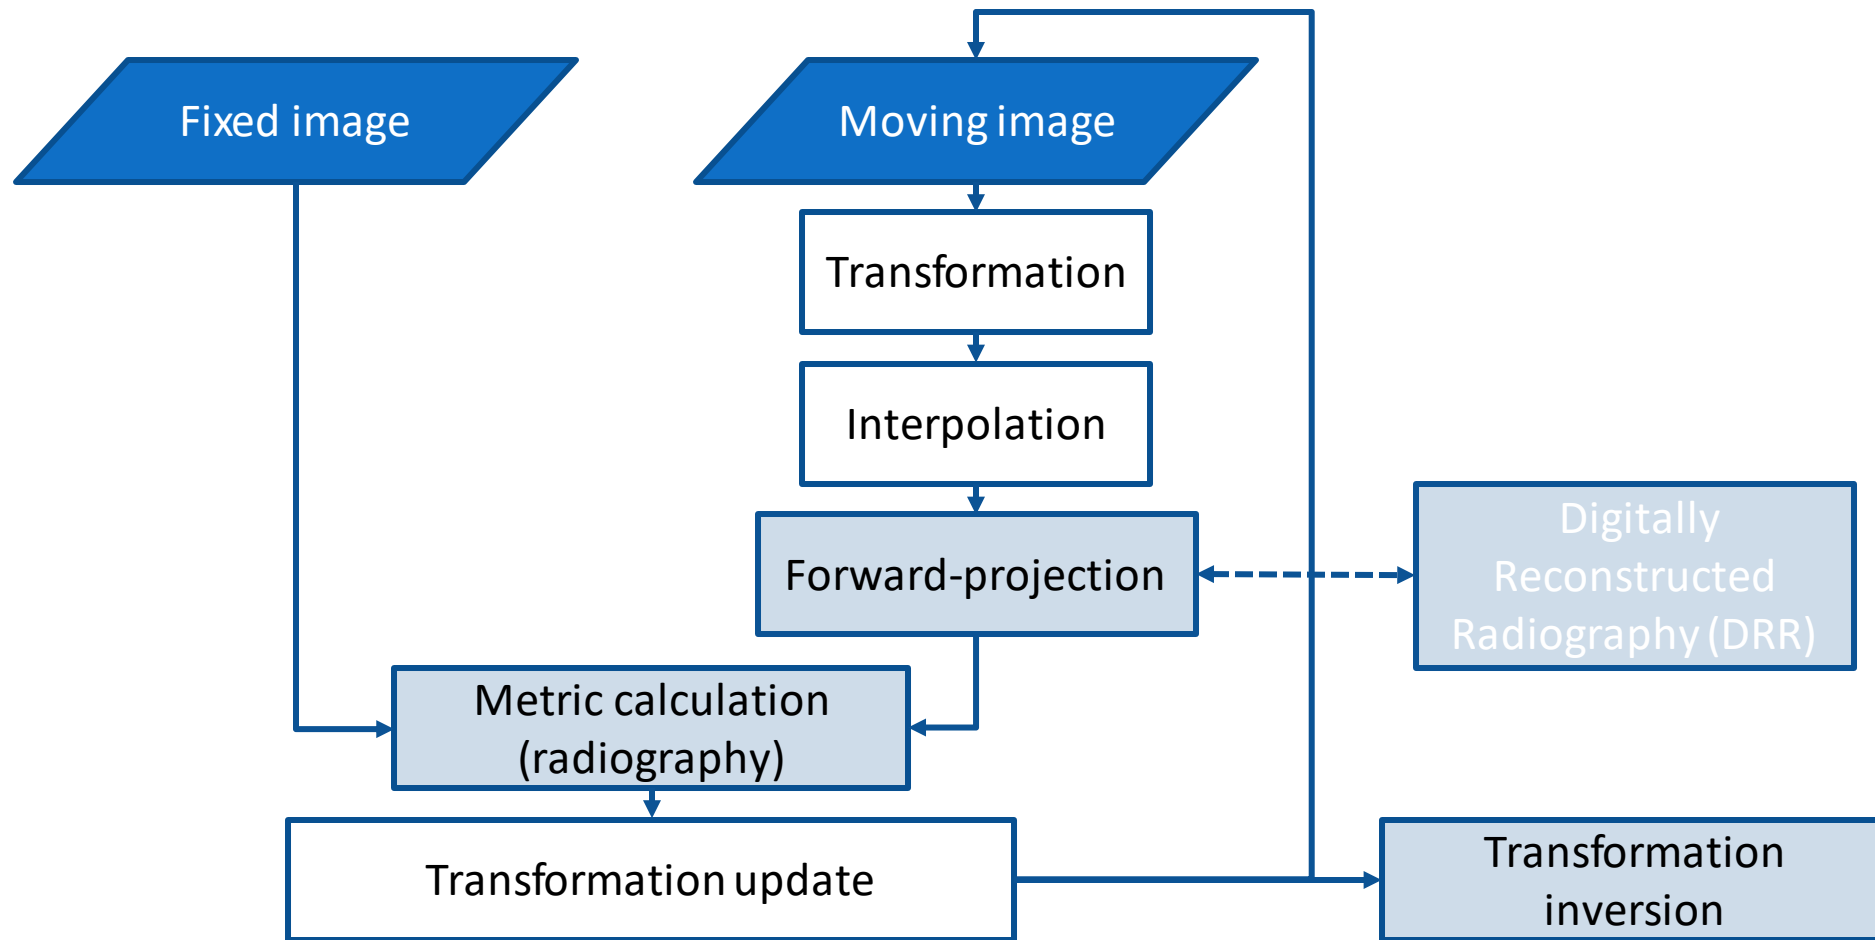 Fixed image
Moving image
Transformation
Interpolation
Forward-projection
Digitally
Reconstructed
Radiography (DRR)
Metric calculation
(radiography)
Transformation update
Transformation
inversion